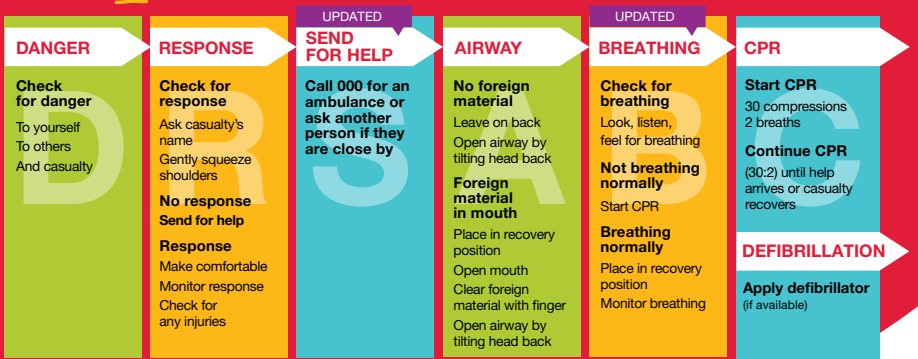 DANGER
Check
for danger
To yourself
To others
And casualty
D
RESPONSE
Check for
response
Ask casualty's
name
Gently squeeze
shoulders
No response
Send for help
Response
Make comfortable
Monitor response
Check for
any injuries
R
UPDATED
SEND
FOR HELP
Call 000 for an
ambulance or
ask another
person if they
are close by
S
AIRWAY
No foreign
material
Leave on back
Open airway by
tilting head back
Foreign
material
in mouth
Place in recovery
position
Open mouth
Clear foreign
material with finger
Open airway by
tilting head back
A
UPDATED
BREATHING
Check for
breathing
Look, listen,
feel for breathing
Not breathing
normally
Start CPR
Breathing
normally
Place in recovery
position
Monitor breathing
B
CPR
Start CPR
30 compressions
2 breaths
Continue CPR
(30:2) until help
arrives or casualty
recovers
C
DEFIBRILLATION
Apply defibrillator
(if available)